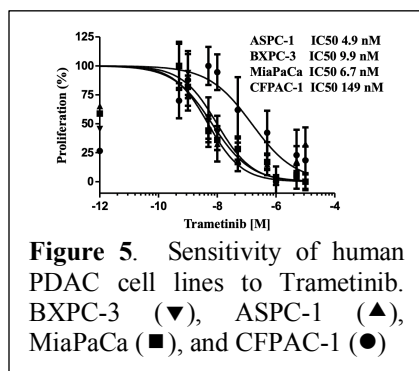 125
100
75
50
25
0
Proliferation (%)
ASPC-1 IC50 4.9 nM
BXPC-3 IC50 9.9 nM
MiaPaCa IC50 6.7 nM
CFPAC-1 IC50 149 nM
-12 -10 -8 -6 -4
Trametinib [M]
Figure 5. Sensitivity of human
PDAC cell lines to Trametinib.
BXPC-3 (▼), ASPC-1 (▲),
MiaPaCa (■), and CFPAC-1 (●)